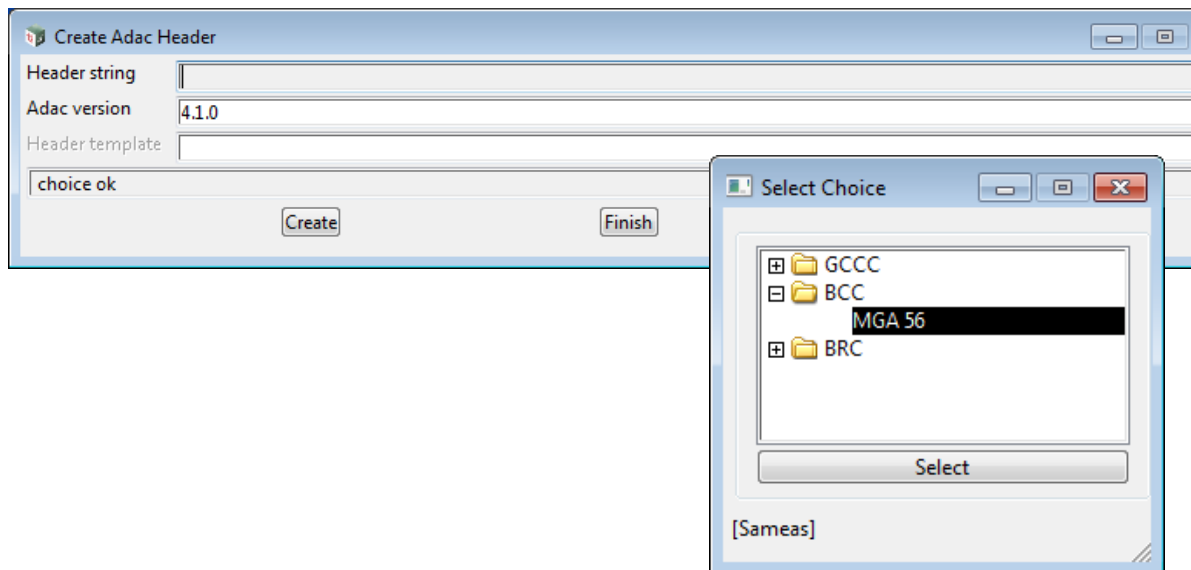 Create Adac Header
Header string
Adac version 4.1.0
Header template
choice ok
Create Finish
Select Choice
GCCC
BCC
MGA 56
BRC
Select
[Sameas]